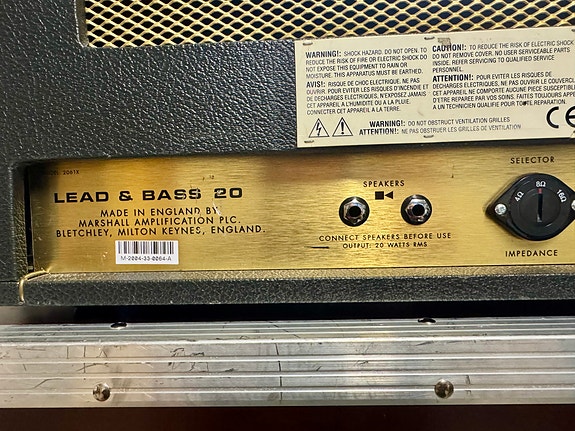 WARNING!: SHOCK HAZARD. DO NOT OPEN. TO
REDUCE THE RISK OF FIRE OR ELECTRIC SHOCK DO
NOT EXPOSE THIS EQUIPMENT TO RAIN OR
MOISTURE. THIS APPARATUS MUST BE EARTHED.
AVIS!: RISQUE DE CHOC ELECTRIQUE. NE PAS
OUVRIR. POUR EVITER LES RISQUES D'INCENDIE ET
DE DECHARGES ELECTRIQUES, N'EXPOSEZ JAMAIS
CET APPAREIL A L'HUMIDITE OU A LA PLUIE.
CONNECTER CET APPAREIL A LA TERRE.
CAUTION!: TO REDUCE THE RISK OF ELECTRIC SHOCK
DO NOT REMOVE COVER. NO USER SERVICEABLE PARTS
INSIDE. REFER SERVICING TO QUALIFIED SERVICE
PERSONNEL.
ATTENTION!: POUR EVITER LES RISQUES DE
DECHARGES ELECTRIQUES, NE PAS OUVRIR LE COUVERCLE
CET APPAREIL NE COMPORTE AUCUNE PIECE SUSCEPTIBLE
D'ETRE REPAREE PAR VOS SOINS. FAITES TOUJOURS APPEL
A UN TECHNICIEN QUALIFIE POUR TOUTE REPARATION.
WARNING!: DO NOT OBSTRUCT VENTILATION GRILLES
ATTENTION!: NE PAS OBSTRUER LES GRILLES DE VENTILATION
CE
2061X
LEAD & BASS 20
MADE IN ENGLAND BY
MARSHALL AMPLIFICATION PLC.
BLETCHLEY, MILTON KEYNES, ENGLAND.
M-2004-33-0064-A
SPEAKERS
CONNECT SPEAKERS BEFORE USE
OUTPUT: 20 WATTS RMS
SELECTOR
4Ω 8Ω 16Ω
IMPEDANCE